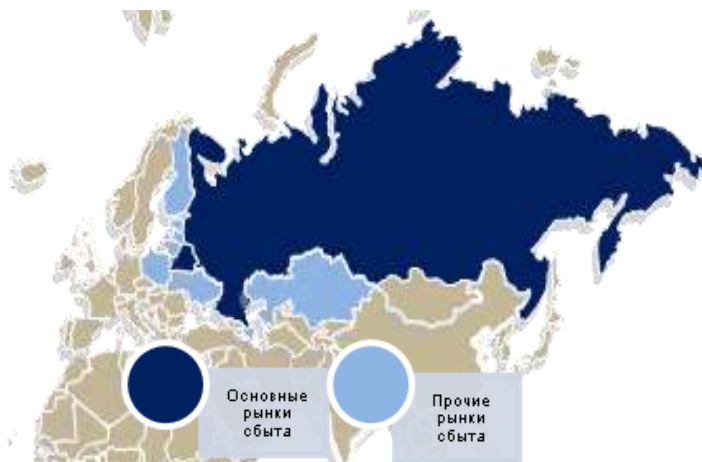 Основные
рынки
сбыта
Прочие
рынки
сбыта